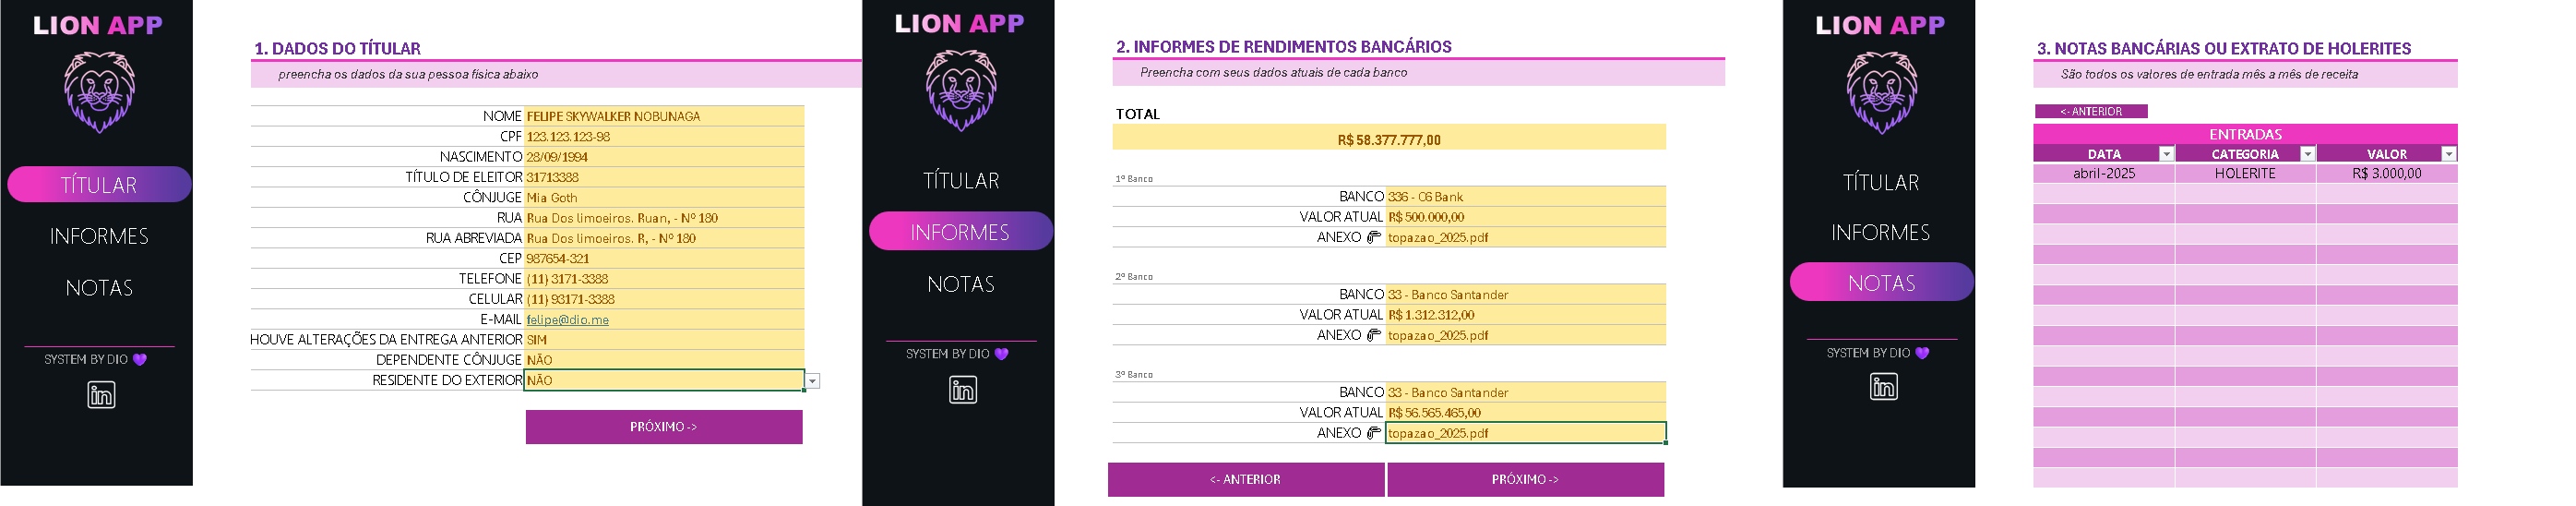 LION APP
TÍTULAR
INFORMES
NOTAS
SYSTEM BY DIO 💜
in
1. DADOS DO TÍTULAR
preencha os dados da sua pessoa física abaixo
NOME FELIPE SKYWALKER NOBUNAGA
CPF 123.123.123-98
NASCIMENTO 28/09/1994
TÍTULO DE ELEITOR 31713388
CÔNJUGE Mia Goth
RUA Rua Dos limoeiros. Ruan, - Nº 180
RUA ABREVIADA Rua Dos limoeiros. R, - Nº 180
CEP 987654-321
TELEFONE (11) 3171-3388
CELULAR (11) 93171-3388
E-MAIL felipe@dio.me
HOUVE ALTERAÇÕES DA ENTREGA ANTERIOR SIM
DEPENDENTE CÔNJUGE NÃO
RESIDENTE DO EXTERIOR NÃO
PRÓXIMO ->
LION APP
TÍTULAR
INFORMES
NOTAS
SYSTEM BY DIO 💜
in
2. INFORMES DE RENDIMENTOS BANCÁRIOS
Preencha com seus dados atuais de cada banco
TOTAL
R$ 58.377.777,00
1º Banco
BANCO 336 - C6 Bank
VALOR ATUAL R$ 500.000,00
ANEXO topazao_2025.pdf
2º Banco
BANCO 33 - Banco Santander
VALOR ATUAL R$ 1.312.312,00
ANEXO topazao_2025.pdf
3º Banco
BANCO 33 - Banco Santander
VALOR ATUAL R$ 56.565.465,00
ANEXO topazao_2025.pdf
<- ANTERIOR PRÓXIMO ->
LION APP
TÍTULAR
INFORMES
NOTAS
SYSTEM BY DIO 💜
in
3. NOTAS BANCÁRIAS OU EXTRATO DE HOLERITES
São todos os valores de entrada mês a mês de receita
<- ANTERIOR
ENTRADAS
DATA CATEGORIA VALOR
abril-2025 HOLERITE R$ 3.000,00